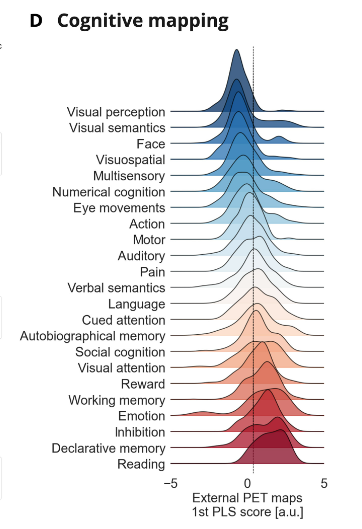 D Cognitive mapping
Visual perception
Visual semantics
Face
Visuospatial
Multisensory
Numerical cognition
Eye movements
Action
Motor
Auditory
Pain
Verbal semantics
Language
Cued attention
Autobiographical memory
Social cognition
Visual attention
Reward
Working memory
Emotion
Inhibition
Declarative memory
Reading
−5 0 5
External PET maps
1st PLS score [a.u.]